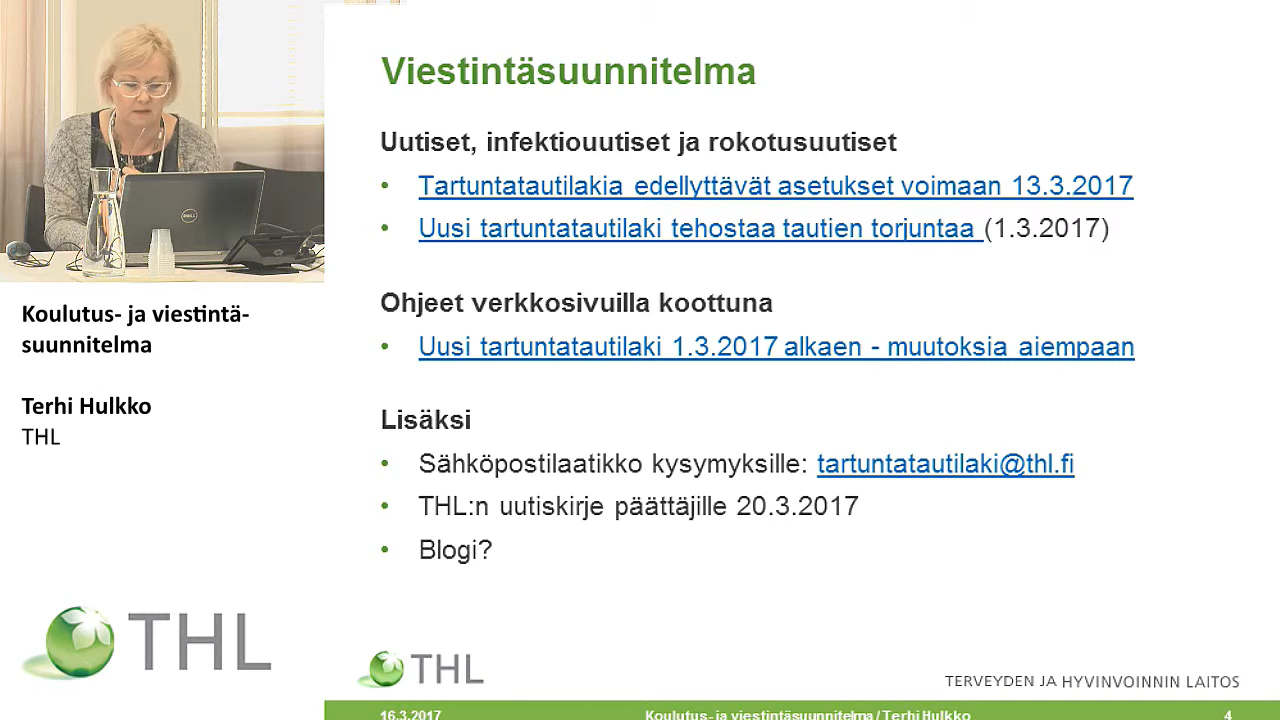 Koulutus- ja viestintä-
suunnitelma
Terhi Hulkko
THL
THL
Viestintäsuunnitelma
Uutiset, infektiouutiset ja rokotusuutiset
• Tartuntatautilakia edellyttävät asetukset voimaan 13.3.2017
• Uusi tartuntatautilaki tehostaa tautien torjuntaa (1.3.2017)
Ohjeet verkkosivuilla koottuna
• Uusi tartuntatautilaki 1.3.2017 alkaen - muutoksia aiempaan
Lisäksi
• Sähköpostilaatikko kysymyksille: tartuntatautilaki@thl.fi
• THL:n uutiskirje päättäjille 20.3.2017
• Blogi?
THL
TERVEYDEN JA HYVINVOINNIN LAITOS
16.3.2017 Koulutus- ja viestintäsuunnitelma / Terhi Hulkko 4
DELL